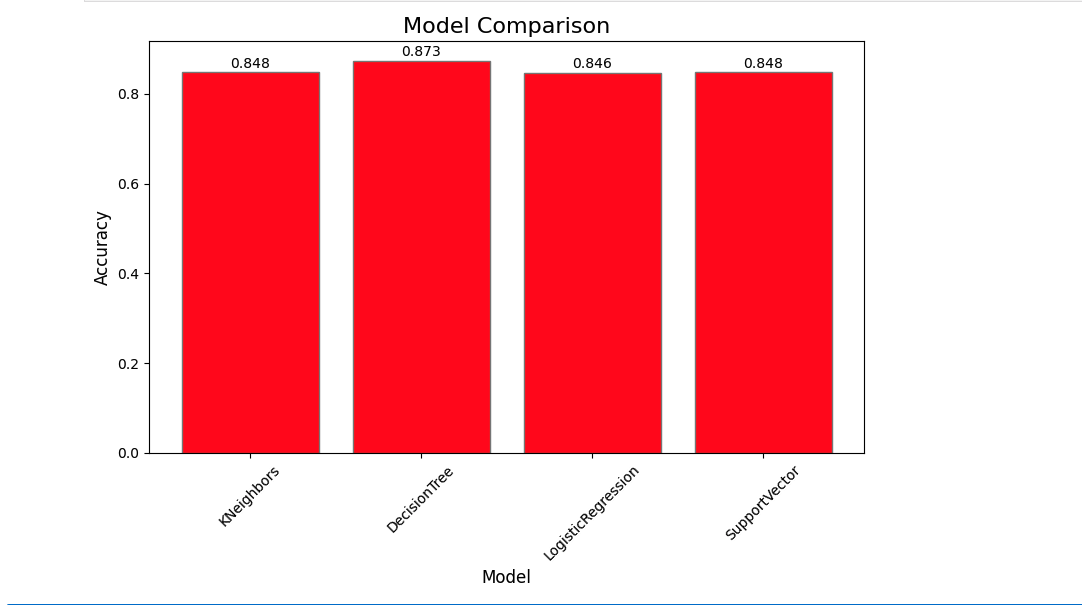 Model Comparison
0.848
0.873
0.846
0.848
0.8
0.6
0.4
0.2
0.0
Accuracy
KNeighbors
DecisionTree
LogisticRegression
SupportVector
Model